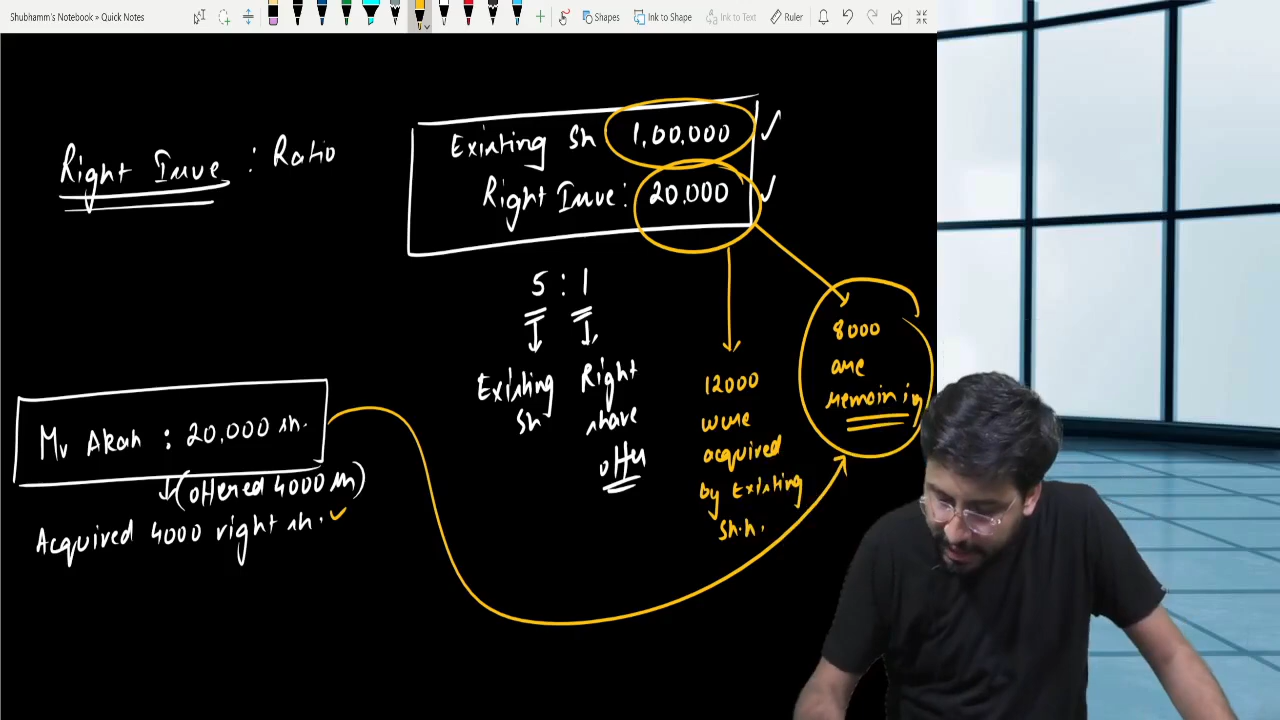 Shubhamm's Notebook » Quick Notes
Shapes
Ink to Shape
Ink to Text
Ruler
Right Issue : Ratio
Existing Sh 1,00,000
Right Issue: 20,000
5 : 1
Existing Sh
Right share offer
12000 were acquired by Existing Sh.h.
8000 are remaining
Mr Akash : 20,000 sh.
(offered 4000 sh)
Acquired 4000 right sh.